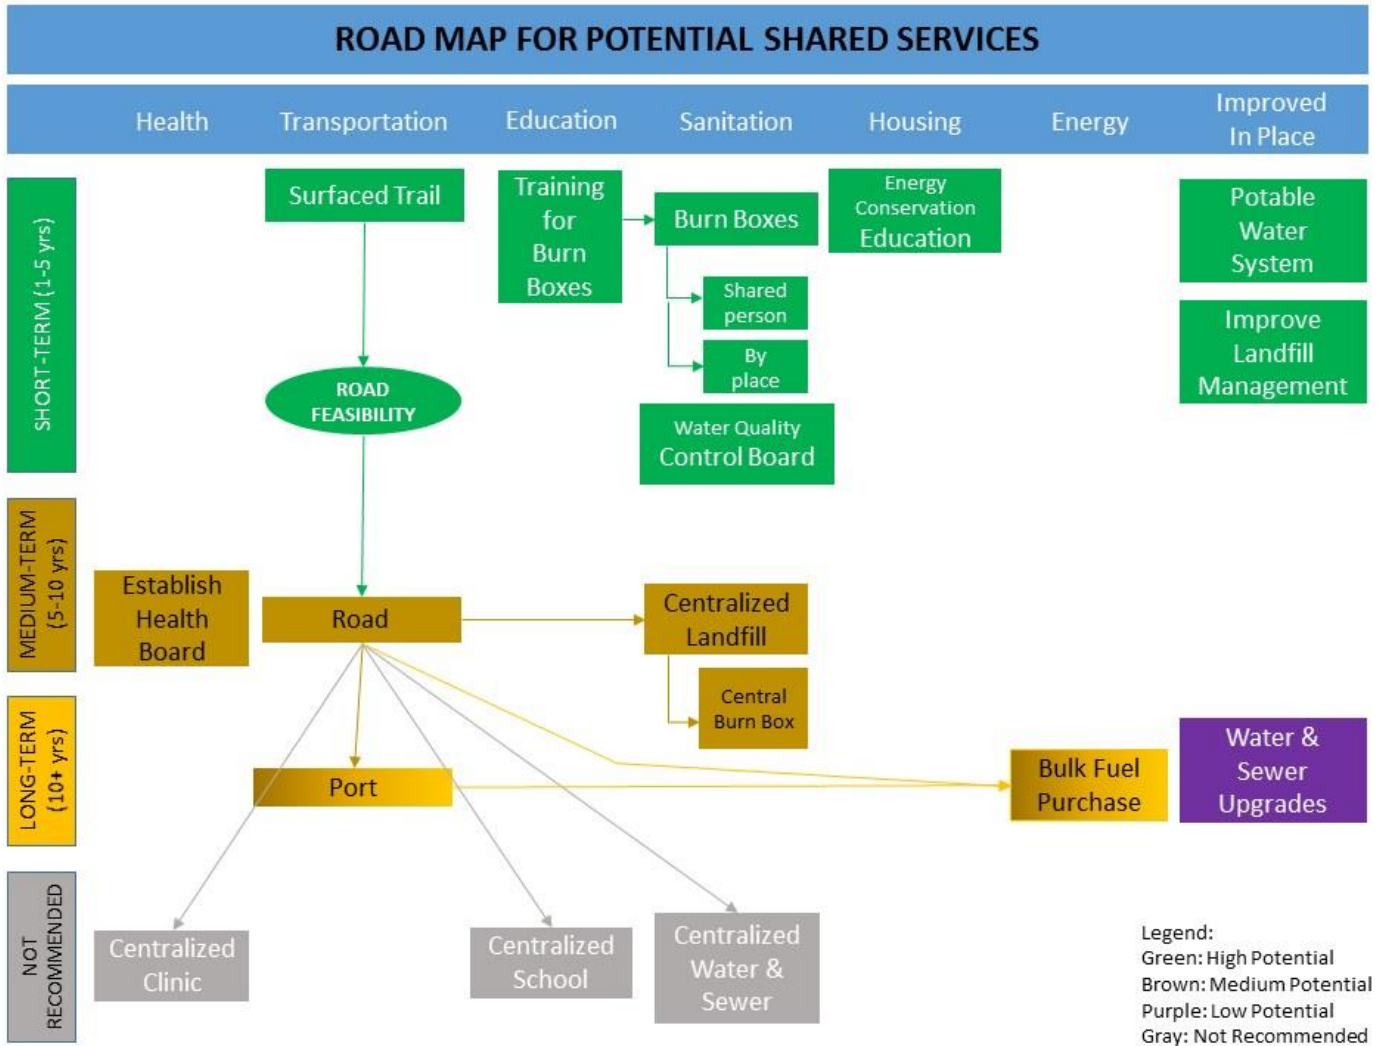 ROAD MAP FOR POTENTIAL SHARED SERVICES
Health
Transportation
Education
Sanitation
Housing
Energy
Improved
In Place
SHORT-TERM (1-5 yrs)
Surfaced Trail
Training
for
Burn
Boxes
Burn Boxes
Energy
Conservation
Education
Potable
Water
System
Shared
person
By
place
Improve
Landfill
Management
ROAD
FEASIBILITY
Water Quality
Control Board
MEDIUM-TERM
(5-10 yrs)
Establish
Health
Board
Road
Centralized
Landfill
Central
Burn Box
LONG-TERM
(10+ yrs)
Port
Bulk Fuel
Purchase
Water &
Sewer
Upgrades
NOT
RECOMMENDED
Centralized
Clinic
Centralized
School
Centralized
Water &
Sewer
Legend:
Green: High Potential
Brown: Medium Potential
Purple: Low Potential
Gray: Not Recommended